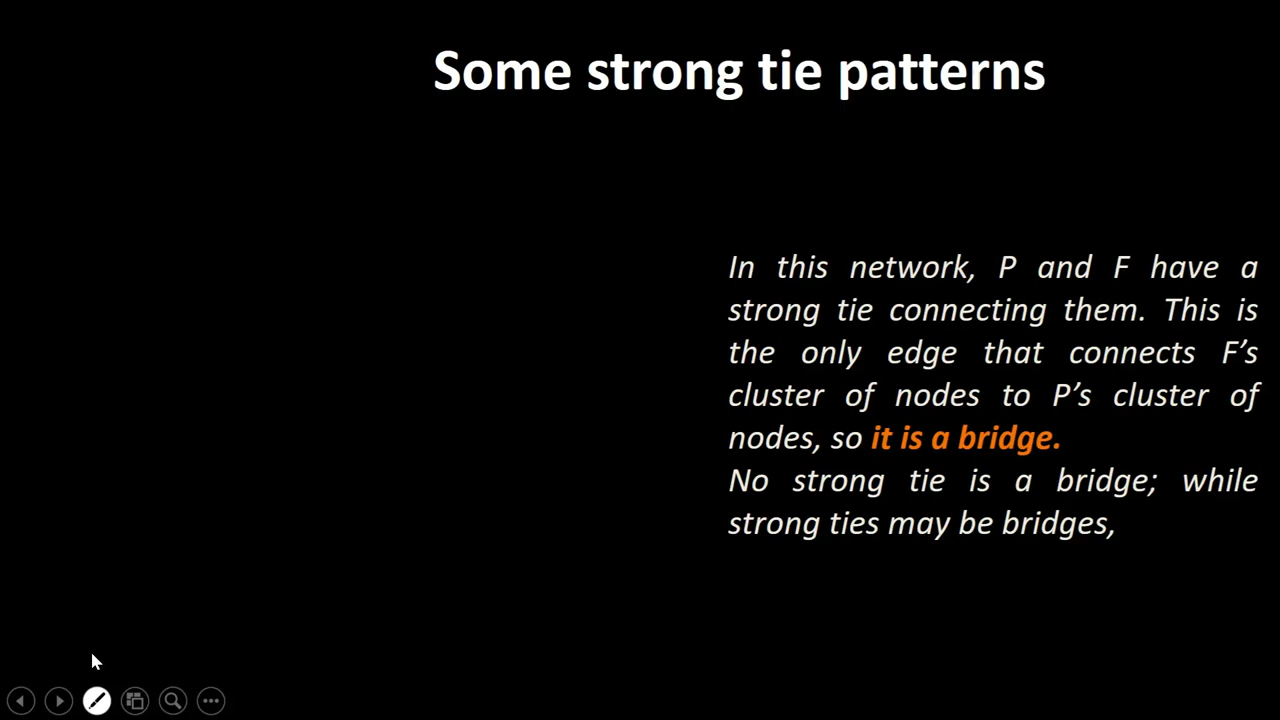 Some strong tie patterns
In this network, P and F have a
strong tie connecting them. This is
the only edge that connects F’s
cluster of nodes to P’s cluster of
nodes, so it is a bridge.
No strong tie is a bridge; while
strong ties may be bridges,